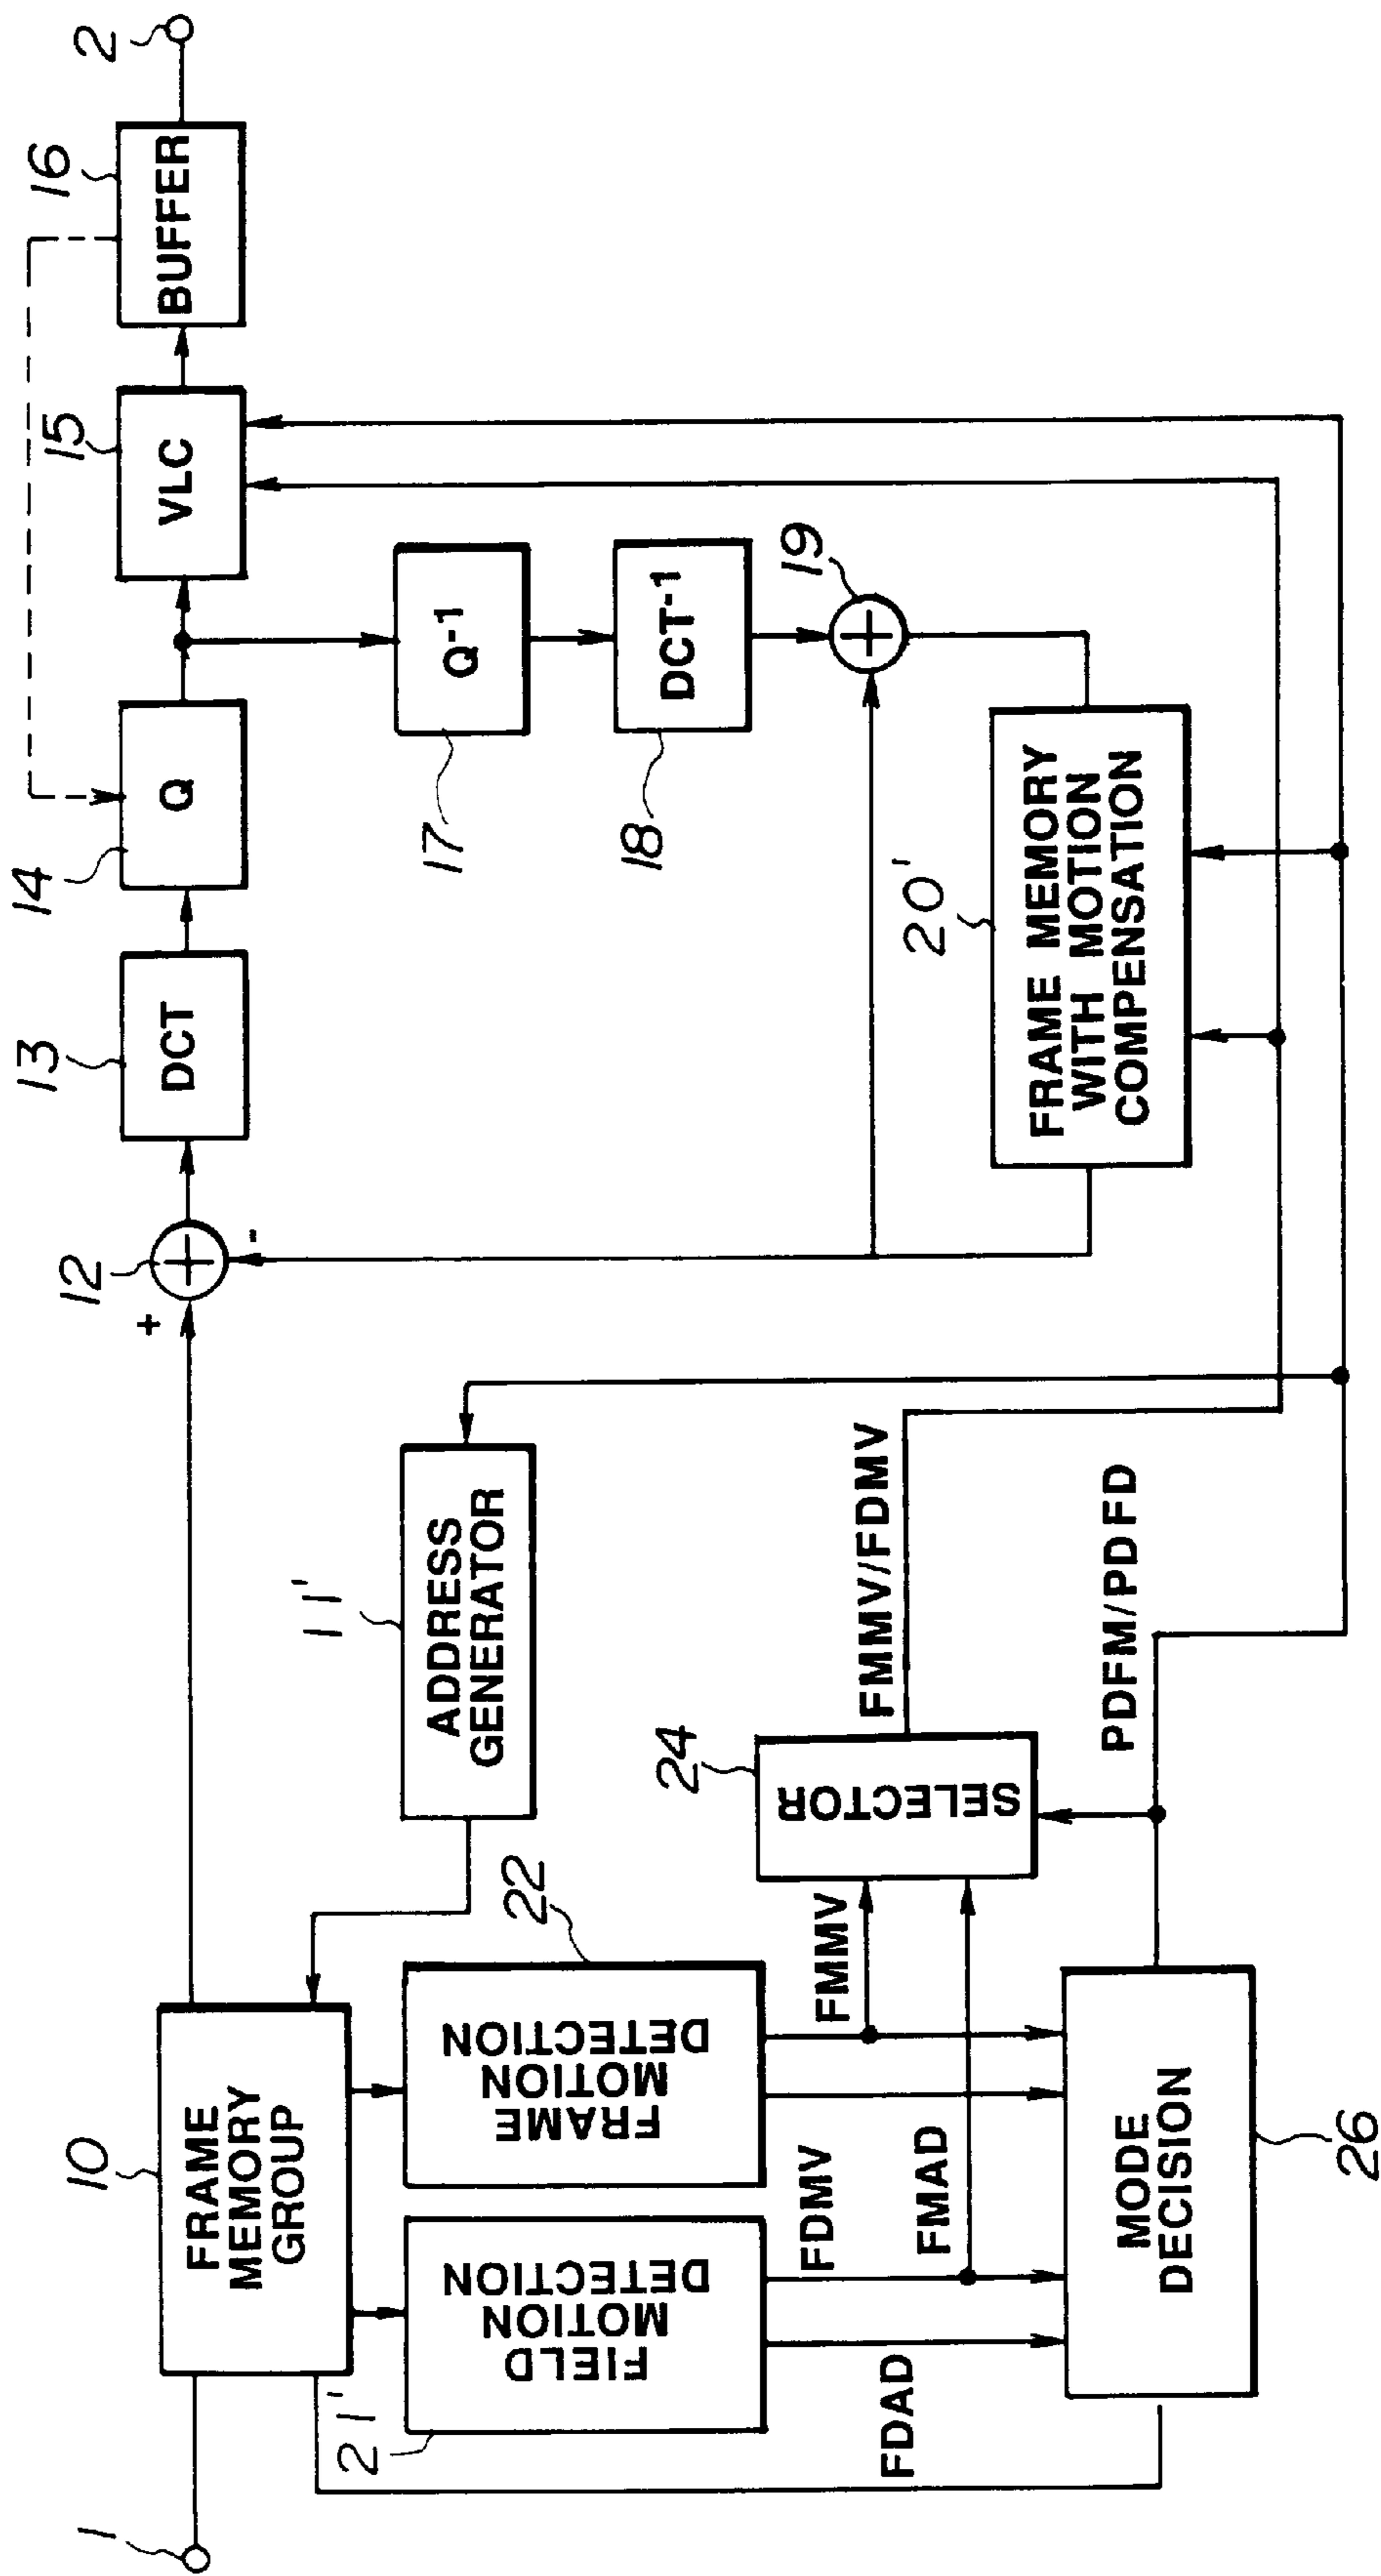 1
10
FRAME
MEMORY
GROUP
+
12
-
13
DCT
14
Q
15
VLC
16
BUFFER
2
11'
ADDRESS
GENERATOR
17
Q-1
18
DCT-1
19
20'
FRAME MEMORY
WITH MOTION
COMPENSATION
21'
FIELD
MOTION
DETECTION
22
FRAME
MOTION
DETECTION
24
SELECTOR
FMMV
FMMV/FDMV
FDMV
FMAD
FDAD
PDFM/PDFD
MODE
DECISION
26